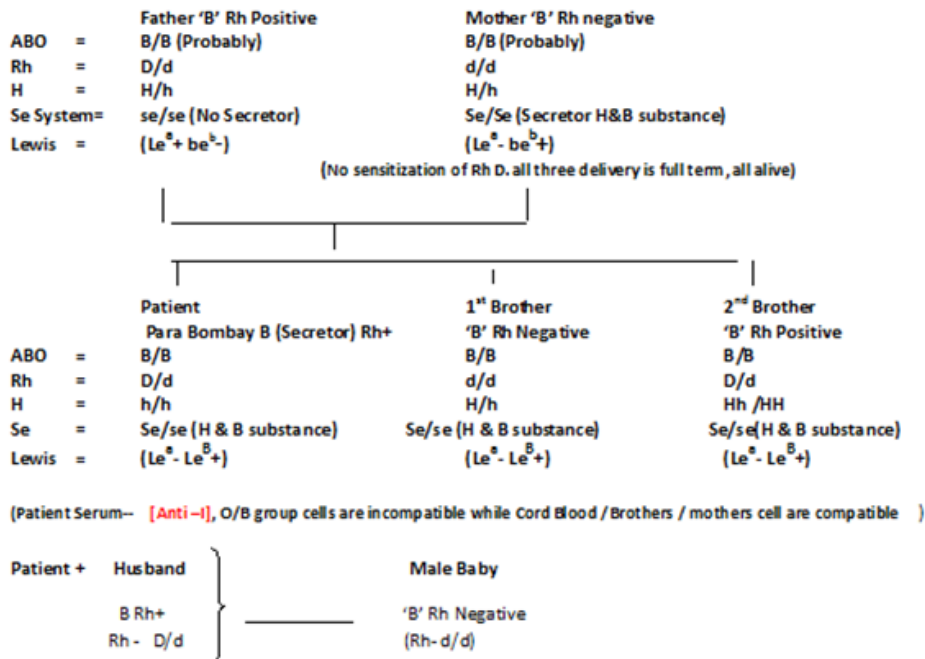 Father ‘B’ Rh Positive Mother ‘B’ Rh negative
ABO = B/B (Probably) B/B (Probably)
Rh = D/d d/d
H = H/h H/h
Se System= se/se (No Secretor) Se/Se (Secretor H&B substance)
Lewis = (Leᵃ+ beᵇ-) (Leᵃ- beᵇ+)
(No sensitization of Rh D. all three delivery is full term, all alive)
Patient 1ˢᵗ Brother 2ⁿᵈ Brother
Para Bombay B (Secretor) Rh+ ‘B’ Rh Negative ‘B’ Rh Positive
ABO = B/B B/B B/B
Rh = D/d d/d D/d
H = h/h H/h Hh /HH
Se = Se/se (H & B substance) Se/se (H & B substance) Se/se(H & B substance)
Lewis = (Leᵃ- Leᴮ+) (Leᵃ- Leᴮ+) (Leᵃ- Leᴮ+)
(Patient Serum-- [Anti –I], O/B group cells are incompatible while Cord Blood / Brothers / mothers cell are compatible )
Patient + Husband Male Baby
B Rh+ ‘B’ Rh Negative
Rh - D/d (Rh- d/d)